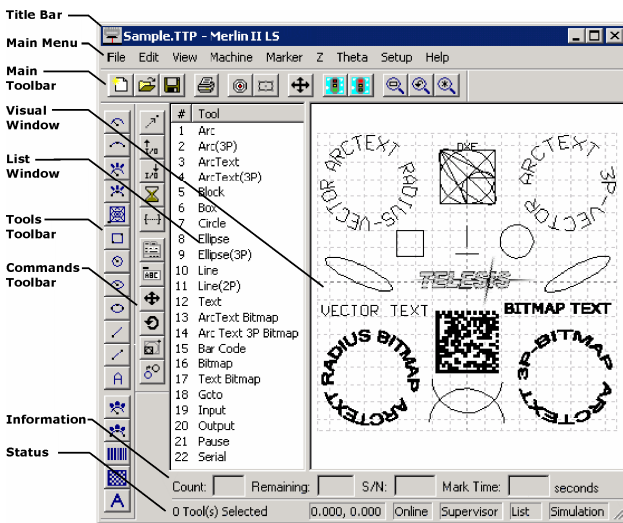 Title Bar
Main Menu
Main
Toolbar
Visual
Window
List
Window
Tools
Toolbar
Commands
Toolbar
Information
Status
Sample.TTP - Merlin II LS
File Edit View Machine Marker Z Theta Setup Help
# Tool
1 Arc
2 Arc(3P)
3 ArcText
4 ArcText(3P)
5 Block
6 Box
7 Circle
8 Ellipse
9 Ellipse(3P)
10 Line
11 Line(2P)
12 Text
13 ArcText Bitmap
14 Arc Text 3P Bitmap
15 Bar Code
16 Bitmap
17 Text Bitmap
18 Goto
19 Input
20 Output
21 Pause
22 Serial
I/O
I/O
ABC
A
A
VECTOR ARCTEXT RADIUS-
DXF
3P-VECTOR ARCTEXT
TELESIS
VECTOR TEXT
BITMAP TEXT
RADIUS BITMAP ARCTEXT
3P-BITMAP ARCTEXT
Count: Remaining: S/N: Mark Time: seconds
0 Tool(s) Selected 0.000, 0.000 Online Supervisor List Simulation